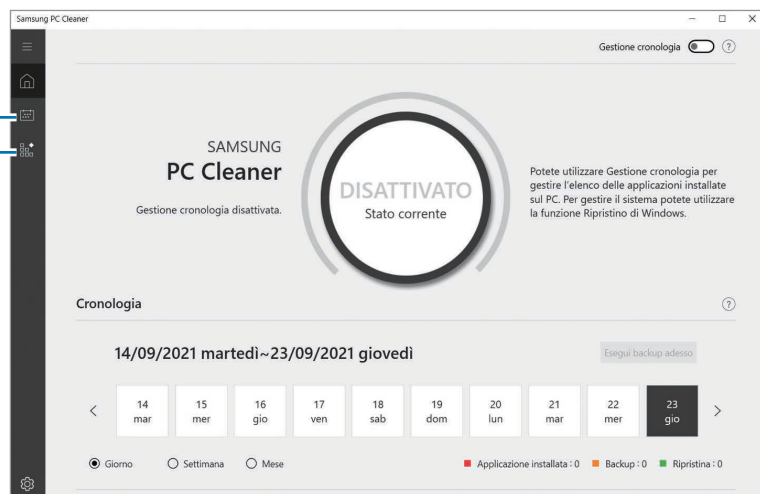 Samsung PC Cleaner
Gestione cronologia
?
SAMSUNG
PC Cleaner
Gestione cronologia disattivata.
DISATTIVATO
Stato corrente
Potete utilizzare Gestione cronologia per
gestire l'elenco delle applicazioni installate
sul PC. Per gestire il sistema potete utilizzare
la funzione Ripristino di Windows.
Cronologia
?
14/09/2021 martedì~23/09/2021 giovedì
Esegui backup adesso
14 15 16 17 18 19 20 21 22 23
mar mer gio ven sab dom lun mar mer gio
Giorno Settimana Mese
Applicazione installata : 0 Backup : 0 Ripristina : 0